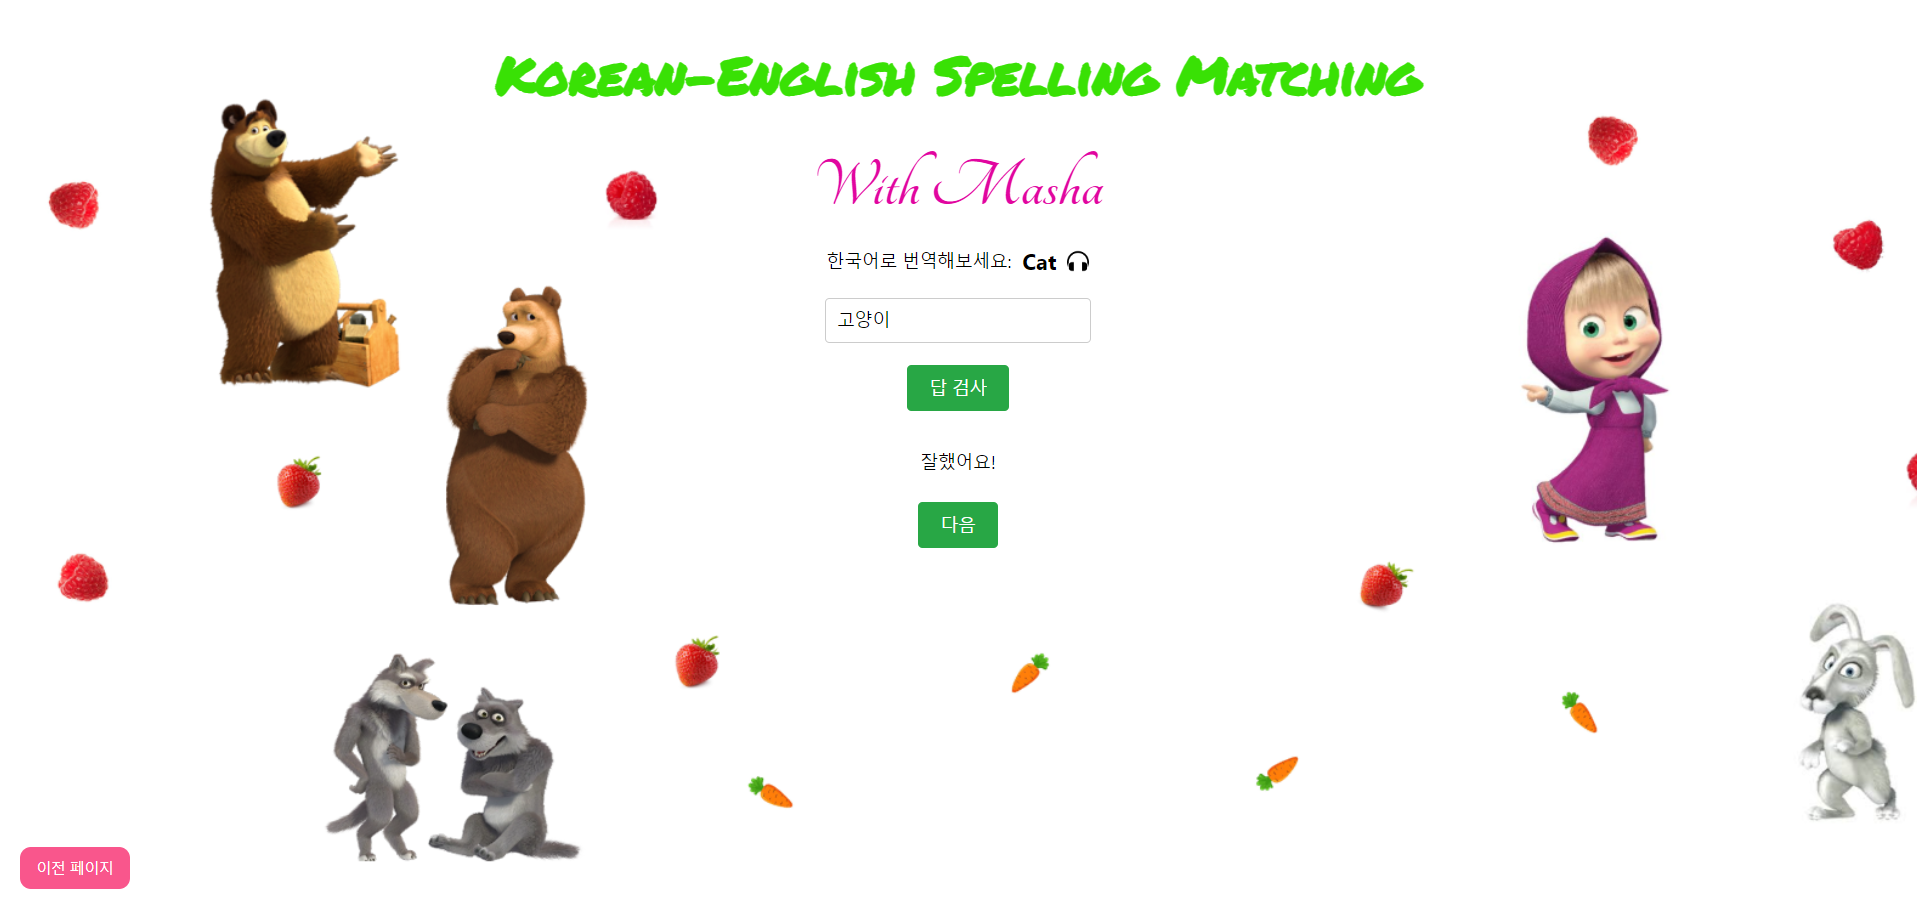 Korean-English Spelling Matching
With Masha
한국어로 번역해보세요: Cat
고양이
답 검사
잘했어요!
다음
이전 페이지